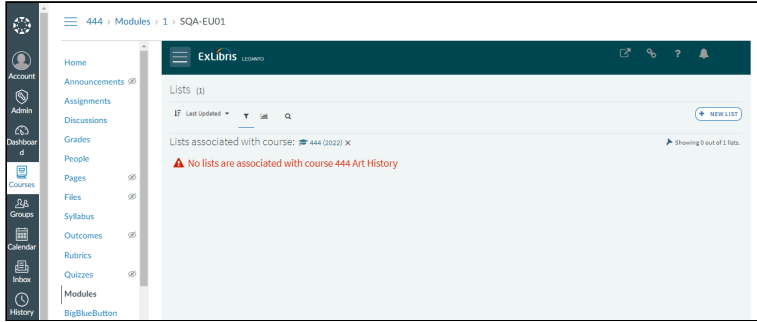 444 › Modules › 1 › SQA-EU01
Account
Admin
Dashboar
d
Courses
Groups
Calendar
Inbox
History
Home
Announcements
Assignments
Discussions
Grades
People
Pages
Files
Syllabus
Outcomes
Rubrics
Quizzes
Modules
BigBlueButton
ExLibris LEGANTO
?
Lists (1)
Last Updated
+ NEW LIST
Lists associated with course: 444 (2022) ×
Showing 0 out of 1 lists.
No lists are associated with course 444 Art History